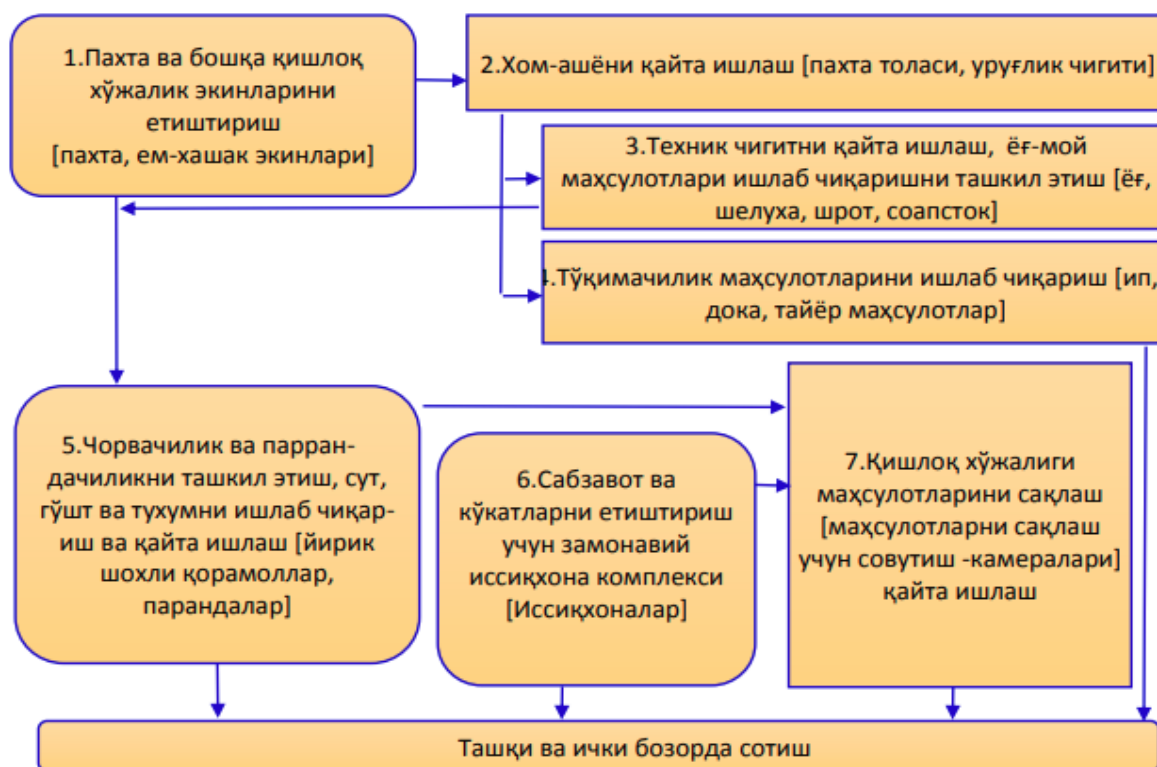 1.Пахта ва бошқа қишлоқ
хўжалик экинларини
етиштириш
[пахта, ем-хашак экинлари]
2.Хом-ашёни қайта ишлаш [пахта толаси, уруғлик чигити]
3.Техник чигитни қайта ишлаш, ёғ-мой
маҳсулотлари ишлаб чиқаришни ташкил этиш [ёғ,
шелуха, шрот, соапсток]
4.Тўқимачилик маҳсулотларини ишлаб чиқариш [ип,
дока, тайёр маҳсулотлар]
5.Чорвачилик ва парран-
дачиликни ташкил этиш, сут,
гўшт ва тухумни ишлаб чиқар-
иш ва қайта ишлаш [йирик
шохли қорамоллар,
парандалар]
6.Сабзавот ва
кўкатларни етиштириш
учун замонавий
иссиқхона комплекси
[Иссиқхоналар]
7.Қишлоқ хўжалиги
маҳсулотларини сақлаш
[маҳсулотларни сақлаш
учун совутиш -камералари]
қайта ишлаш
Ташқи ва ички бозорда сотиш